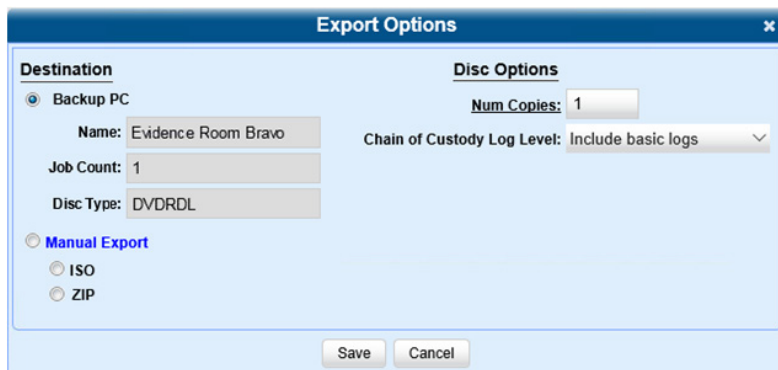 Export Options
Destination
Backup PC
Name: Evidence Room Bravo
Job Count: 1
Disc Type: DVDRDL
Manual Export
ISO
ZIP
Disc Options
Num Copies: 1
Chain of Custody Log Level: Include basic logs
Save Cancel